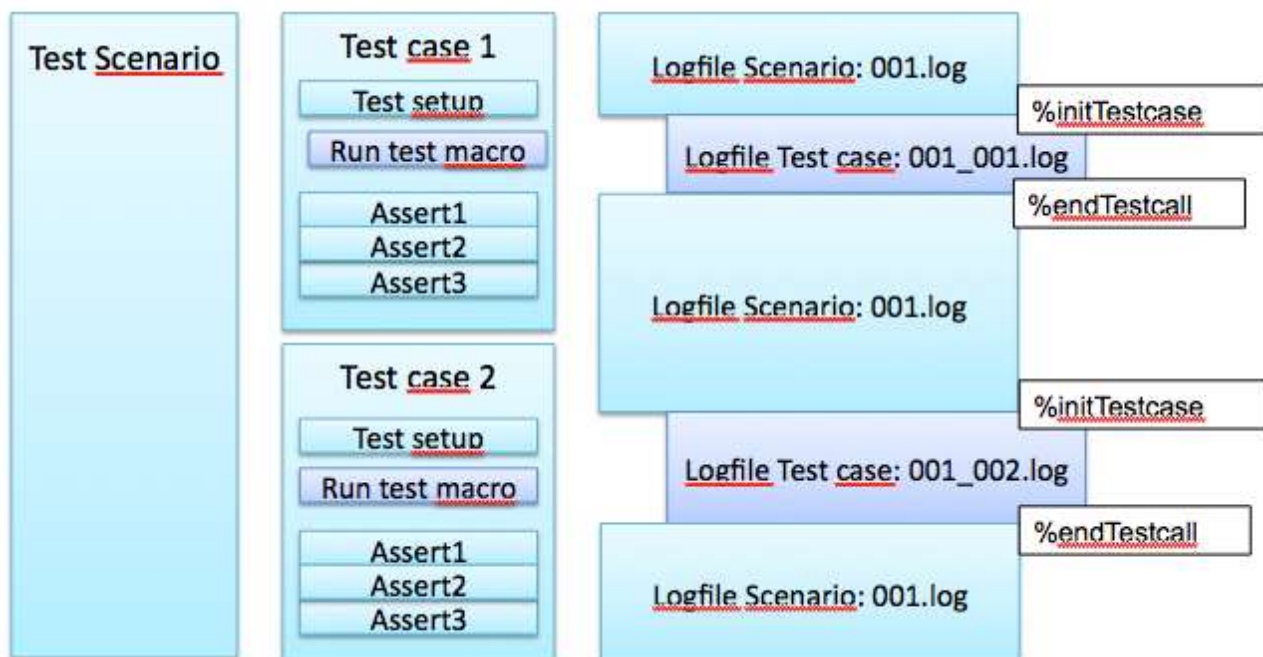 Test Scenario
Test case 1
Test setup
Run test macro
Assert1
Assert2
Assert3
Test case 2
Test setup
Run test macro
Assert1
Assert2
Assert3
Logfile Scenario: 001.log
%initTestcase
Logfile Test case: 001_001.log
%endTestcall
Logfile Scenario: 001.log
%initTestcase
Logfile Test case: 001_002.log
%endTestcall
Logfile Scenario: 001.log